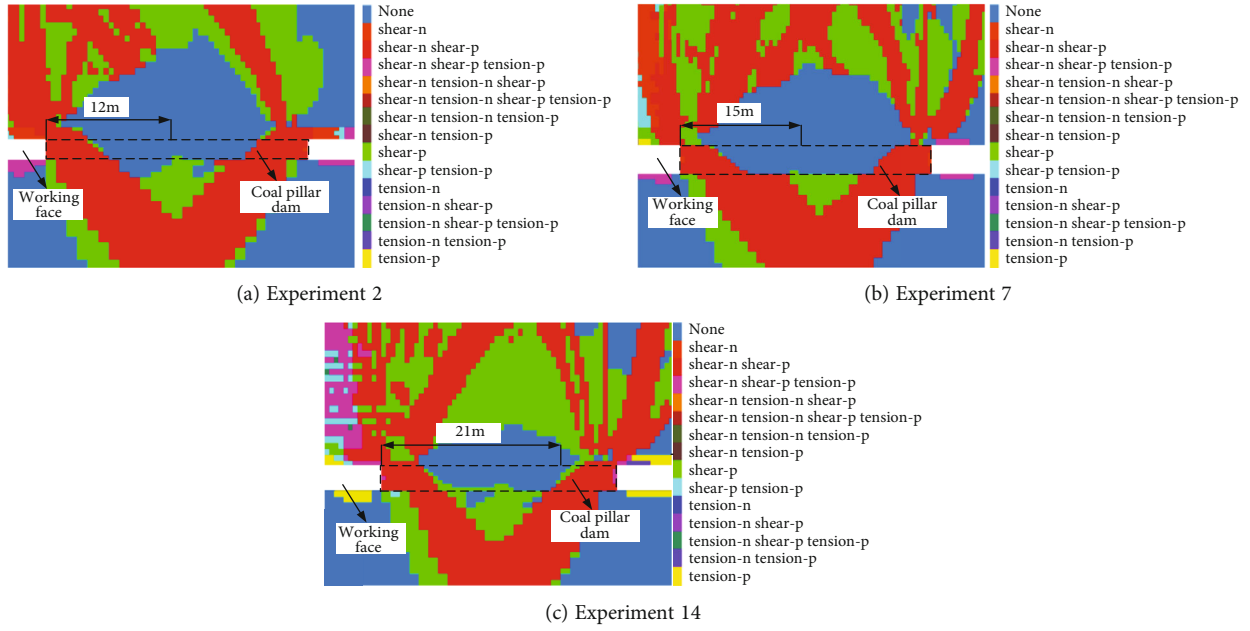 12m
Working
face
Coal pillar
dam
None
shear-n
shear-n shear-p
shear-n shear-p tension-p
shear-n tension-n shear-p
shear-n tension-n shear-p tension-p
shear-n tension-n tension-p
shear-n tension-p
shear-p
shear-p tension-p
tension-n
tension-n shear-p
tension-n shear-p tension-p
tension-n tension-p
tension-p
(a) Experiment 2
15m
Working
face
Coal pillar
dam
None
shear-n
shear-n shear-p
shear-n shear-p tension-p
shear-n tension-n shear-p
shear-n tension-n shear-p tension-p
shear-n tension-n tension-p
shear-n tension-p
shear-p
shear-p tension-p
tension-n
tension-n shear-p
tension-n shear-p tension-p
tension-n tension-p
tension-p
(b) Experiment 7
21m
Working
face
Coal pillar
dam
None
shear-n
shear-n shear-p
shear-n shear-p tension-p
shear-n tension-n shear-p
shear-n tension-n shear-p tension-p
shear-n tension-n tension-p
shear-n tension-p
shear-p
shear-p tension-p
tension-n
tension-n shear-p
tension-n shear-p tension-p
tension-n tension-p
tension-p
(c) Experiment 14